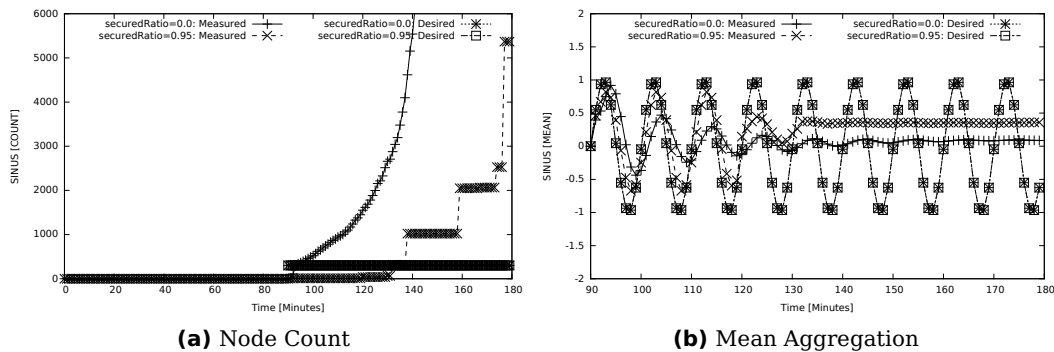 securedRatio=0.0: Measured
securedRatio=0.95: Measured
securedRatio=0.0: Desired
securedRatio=0.95: Desired
6000
5000
4000
3000
2000
1000
0
SINUS [COUNT]
0 20 40 60 80 100 120 140 160 180
Time [Minutes]
(a) Node Count
securedRatio=0.0: Measured
securedRatio=0.95: Measured
securedRatio=0.0: Desired
securedRatio=0.95: Desired
2
1.5
1
0.5
0
-0.5
-1
-1.5
-2
SINUS [MEAN]
90 100 110 120 130 140 150 160 170 180
Time [Minutes]
(b) Mean Aggregation